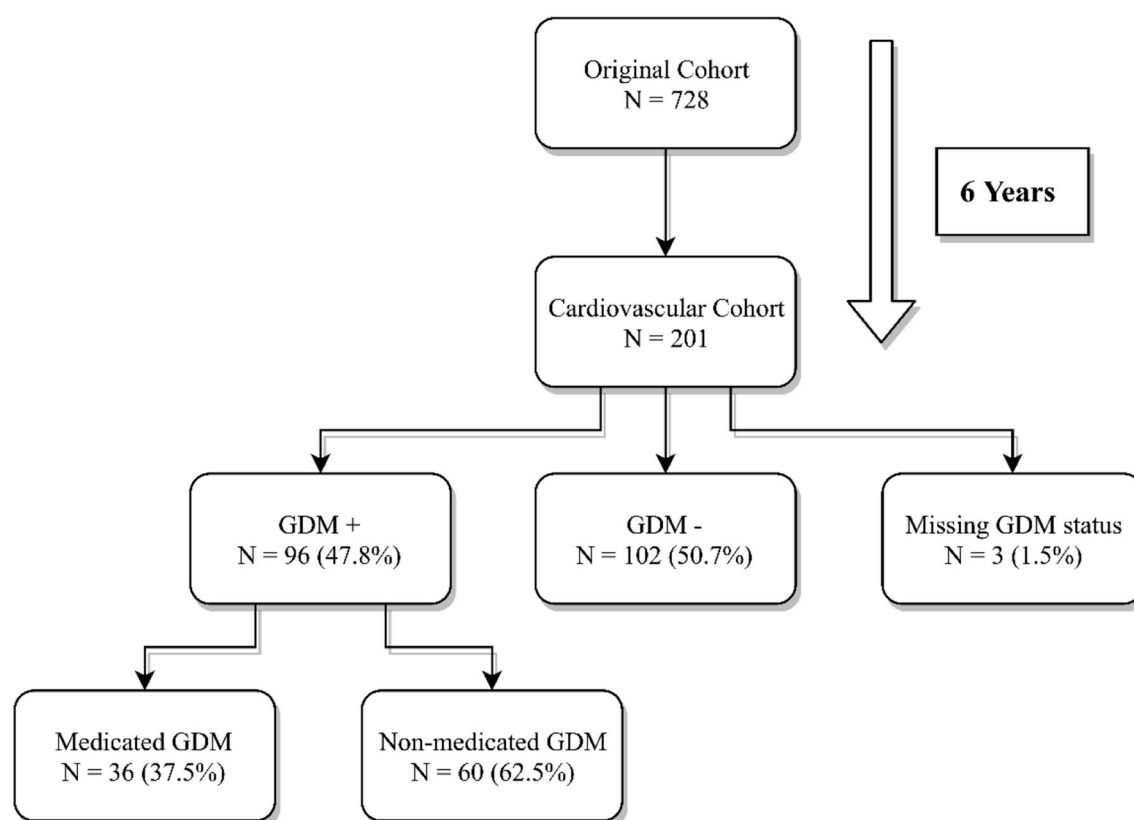 Original Cohort
N = 728
6 Years
Cardiovascular Cohort
N = 201
GDM +
N = 96 (47.8%)
GDM -
N = 102 (50.7%)
Missing GDM status
N = 3 (1.5%)
Medicated GDM
N = 36 (37.5%)
Non-medicated GDM
N = 60 (62.5%)